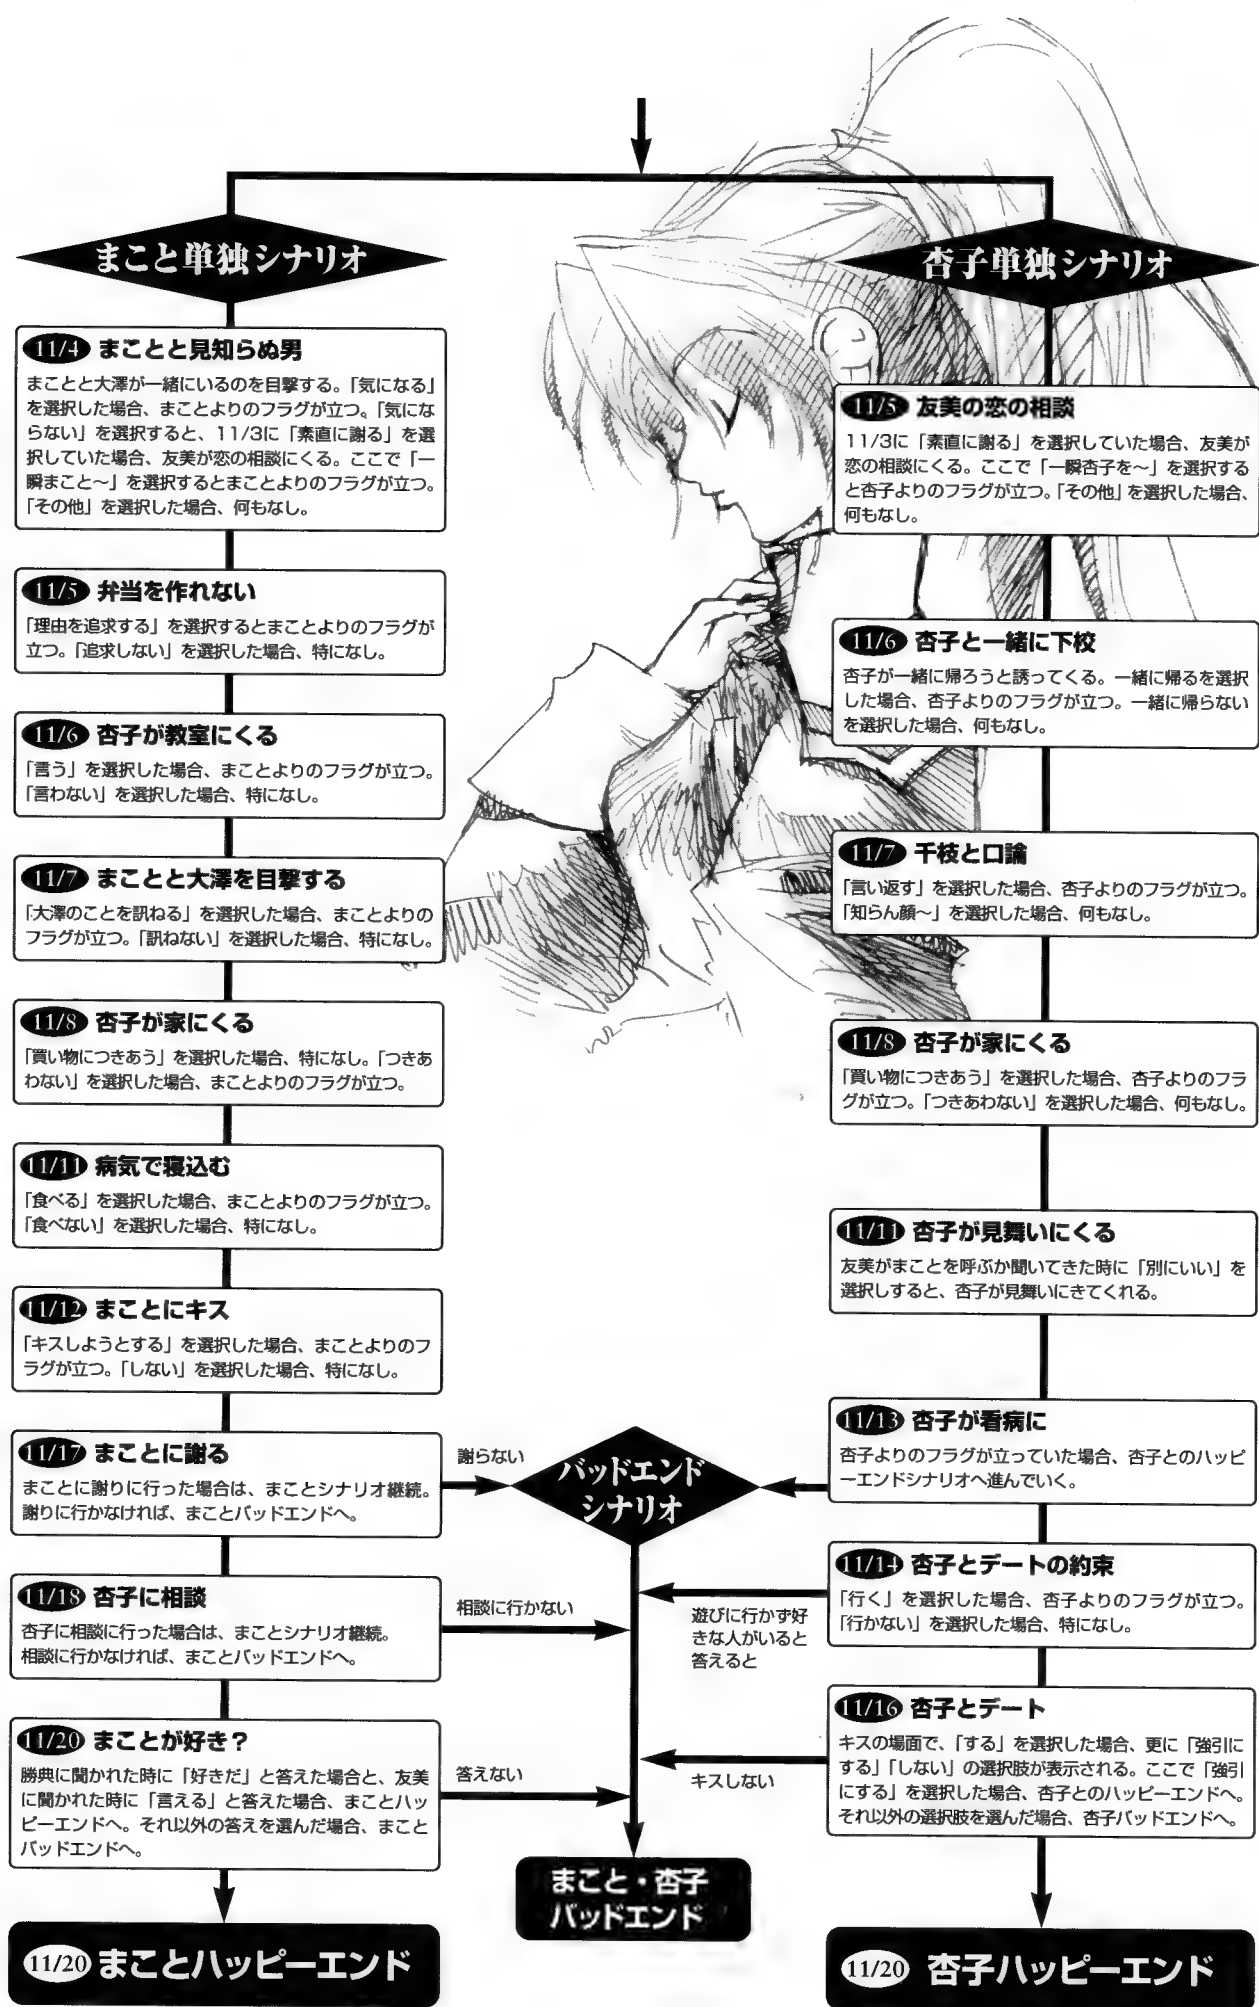 まこと単独シナリオ
11/4 まことと見知らぬ男
まことと大澤が一緒にいるのを目撃する。「気になる」
を選択した場合、まことよりのフラグが立つ。「気にな
らない」を選択すると、11/3に「素直に謝る」を選
択していた場合、友美が恋の相談にくる。ここで「一
瞬まこと〜」を選択するとまことよりのフラグが立つ。
「その他」を選択した場合、何もなし。
11/5 弁当を作れない
「理由を追求する」を選択するとまことよりのフラグが
立つ。「追求しない」を選択した場合、特になし。
11/6 杏子が教室にくる
「言う」を選択した場合、まことよりのフラグが立つ。
「言わない」を選択した場合、特になし。
11/7 まことと大澤を目撃する
「大澤のことを訊ねる」を選択した場合、まことよりの
フラグが立つ。「訊ねない」を選択した場合、特になし。
11/8 杏子が家にくる
「買い物につきあう」を選択した場合、特になし。「つきあ
わない」を選択した場合、まことよりのフラグが立つ。
11/11 病気で寝込む
「食べる」を選択した場合、まことよりのフラグが立つ。
「食べない」を選択した場合、特になし。
11/12 まことにキス
「キスしようとする」を選択した場合、まことよりのフ
ラグが立つ。「しない」を選択した場合、特になし。
11/17 まことに謝る
まことに謝りに行った場合は、まことシナリオ継続。
謝りに行かなければ、まことバッドエンドへ。
11/18 杏子に相談
杏子に相談に行った場合は、まことシナリオ継続。
相談に行かなければ、まことバッドエンドへ。
11/20 まことが好き？
勝典に聞かれた時に「好きだ」と答えた場合と、友美
に聞かれた時に「言える」と答えた場合、まことハッ
ピーエンドへ。それ以外の答えを選んだ場合、まこと
バッドエンドへ。
11/20 まことハッピーエンド
謝らない
相談に行かない
答えない
バッドエンド
シナリオ
遊びに行かず好
きな人がいると
答えると
キスしない
まこと・杏子
バッドエンド
杏子単独シナリオ
11/5 友美の恋の相談
11/3に「素直に謝る」を選択していた場合、友美が
恋の相談にくる。ここで「一瞬杏子を〜」を選択する
と杏子よりのフラグが立つ。「その他」を選択した場合、
何もなし。
11/6 杏子と一緒に下校
杏子が一緒に帰ろうと誘ってくる。一緒に帰るを選択
した場合、杏子よりのフラグが立つ。一緒に帰らない
を選択した場合、何もなし。
11/7 千枝と口論
「言い返す」を選択した場合、杏子よりのフラグが立つ。
「知らん顔〜」を選択した場合、何もなし。
11/8 杏子が家にくる
「買い物につきあう」を選択した場合、杏子よりのフラ
グが立つ。「つきあわない」を選択した場合、何もなし。
11/11 杏子が見舞いにくる
友美がまことを呼ぶか聞いてきた時に「別にいい」を
選択しすると、杏子が見舞いにきてくれる。
11/13 杏子が看病に
杏子よりのフラグが立っていた場合、杏子とのハッピ
ーエンドシナリオへ進んでいく。
11/14 杏子とデートの約束
「行く」を選択した場合、杏子よりのフラグが立つ。
「行かない」を選択した場合、特になし。
11/16 杏子とデート
キスの場面で、「する」を選択した場合、更に「強引に
する」「しない」の選択肢が表示される。ここで「強引
にする」を選択した場合、杏子とのハッピーエンドへ。
それ以外の選択肢を選んだ場合、杏子バッドエンドへ。
11/20 杏子ハッピーエンド